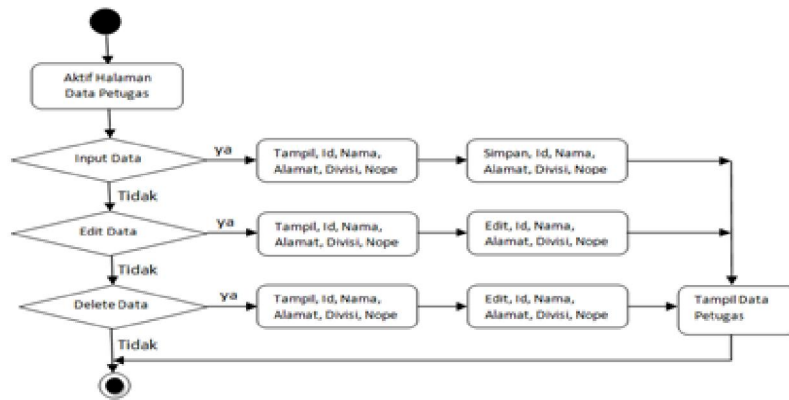 Aktif Halaman
Data Petugas
Input Data
ya
Tampil, Id, Nama,
Alamat, Divisi, Nope
Simpan, Id, Nama,
Alamat, Divisi, Nope
Tidak
Edit Data
ya
Tampil, Id, Nama,
Alamat, Divisi, Nope
Edit, Id, Nama,
Alamat, Divisi, Nope
Tidak
Delete Data
ya
Tampil, Id, Nama,
Alamat, Divisi, Nope
Edit, Id, Nama,
Alamat, Divisi, Nope
Tampil Data
Petugas
Tidak